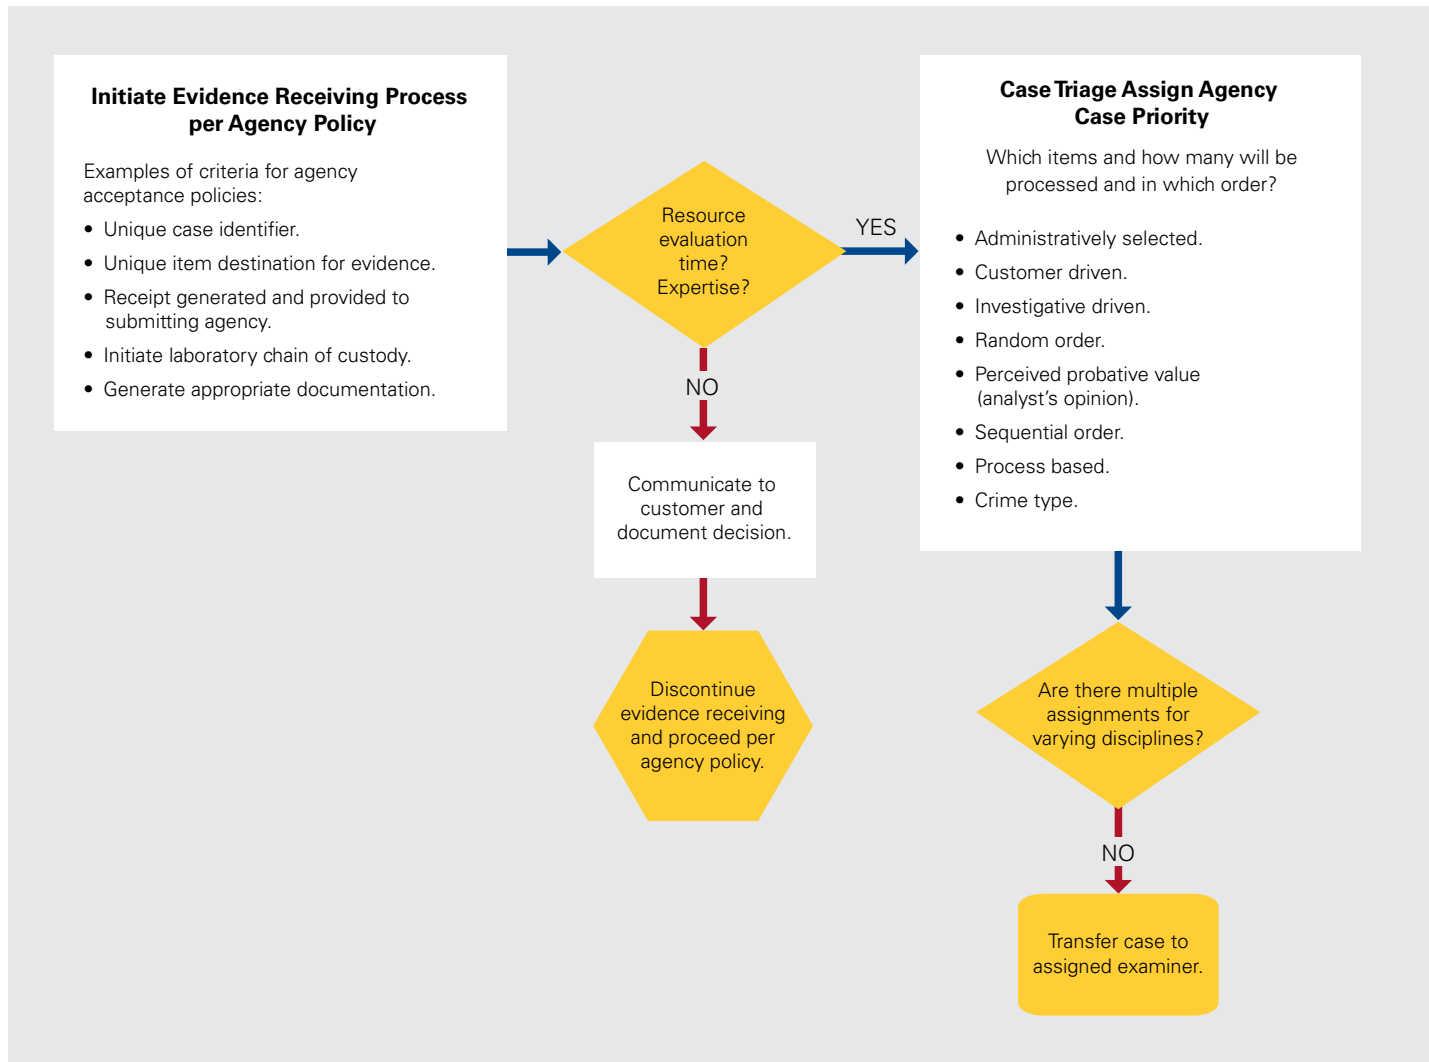 Initiate Evidence Receiving Process
per Agency Policy
Examples of criteria for agency
acceptance policies:
• Unique case identifier.
• Unique item destination for evidence.
• Receipt generated and provided to
submitting agency.
• Initiate laboratory chain of custody.
• Generate appropriate documentation.
Resource
evaluation
time?
Expertise?
YES
NO
Communicate to
customer and
document decision.
Discontinue
evidence receiving
and proceed per
agency policy.
Case Triage Assign Agency
Case Priority
Which items and how many will be
processed and in which order?
• Administratively selected.
• Customer driven.
• Investigative driven.
• Random order.
• Perceived probative value
(analyst’s opinion).
• Sequential order.
• Process based.
• Crime type.
Are there multiple
assignments for
varying disciplines?
NO
Transfer case to
assigned examiner.